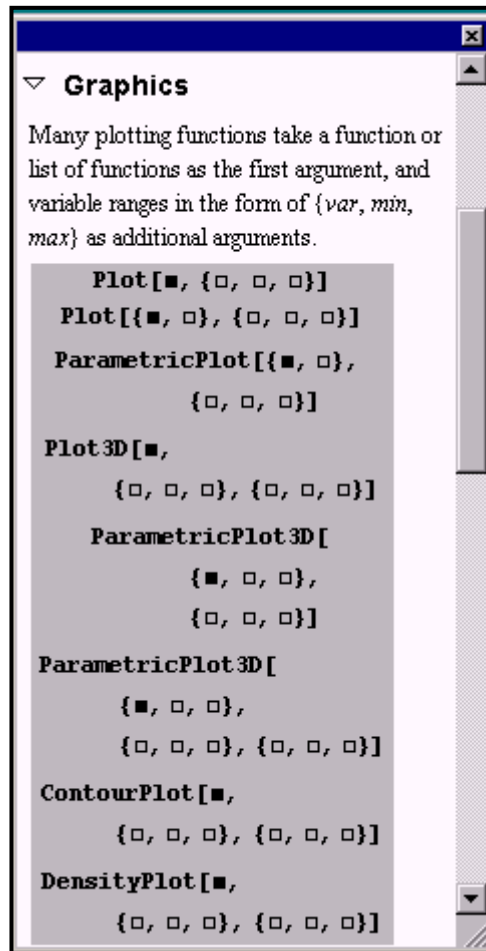 Graphics
Many plotting functions take a function or
list of functions as the first argument, and
variable ranges in the form of {var, min,
max} as additional arguments.
Plot[■, {□, □, □}]
Plot[{■, □}, {□, □, □}]
ParametricPlot[{■, □},
{□, □, □}]
Plot3D[■,
{□, □, □}, {□, □, □}]
ParametricPlot3D[
{■, □, □},
{□, □, □}]
ParametricPlot3D[
{■, □, □},
{□, □, □}, {□, □, □}]
ContourPlot[■,
{□, □, □}, {□, □, □}]
DensityPlot[■,
{□, □, □}, {□, □, □}]